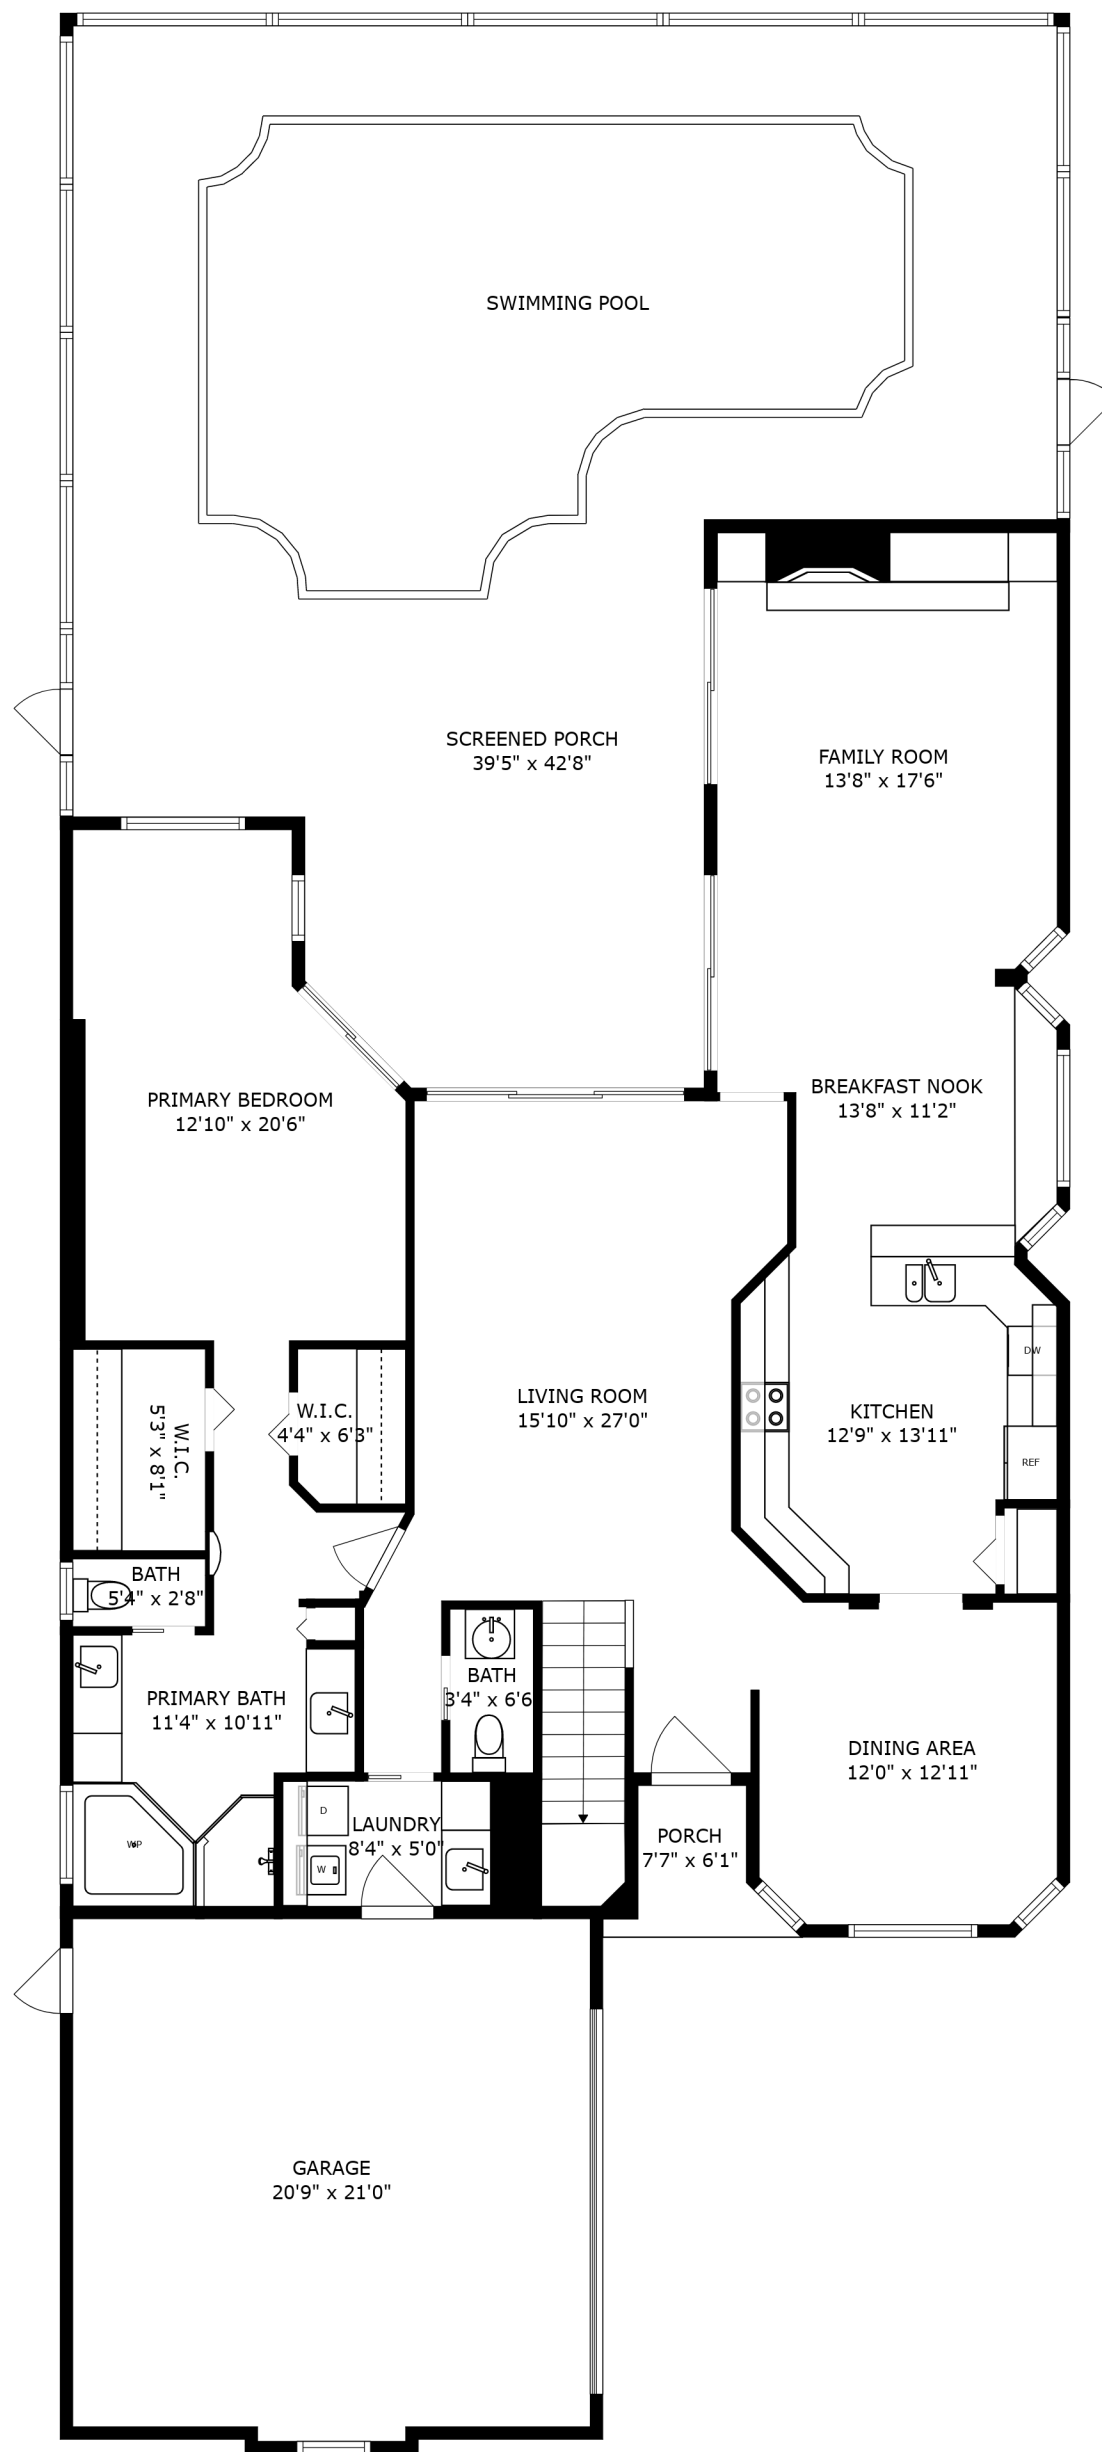 SWIMMING POOL
SCREENED PORCH
39'5" x 42'8"
FAMILY ROOM
13'8" x 17'6"
BREAKFAST NOOK
13'8" x 11'2"
PRIMARY BEDROOM
12'10" x 20'6"
DW
LIVING ROOM
15'10" x 27'0"
W.I.C.
4'4" x 6'3"
W.I.C.
5'3" x 8'1"
KITCHEN
12'9" x 13'11"
REF
BATH
5'4" x 2'8"
BATH
3'4" x 6'6
PRIMARY BATH
11'4" x 10'11"
DINING AREA
12'0" x 12'11"
D
LAUNDRY
8'4" x 5'0"
W
WP
PORCH
7'7" x 6'1"
GARAGE
20'9" x 21'0"